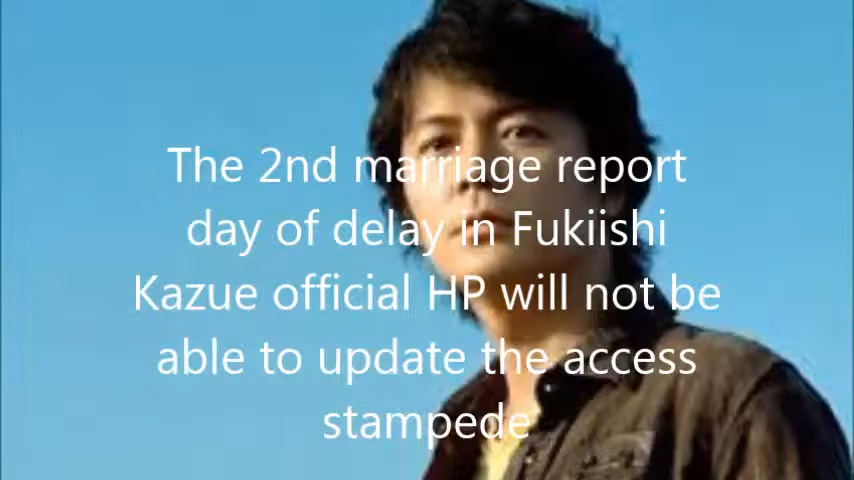 The 2nd marriage report
day of delay in Fukiishi
Kazue official HP will not be
able to update the access
stampede